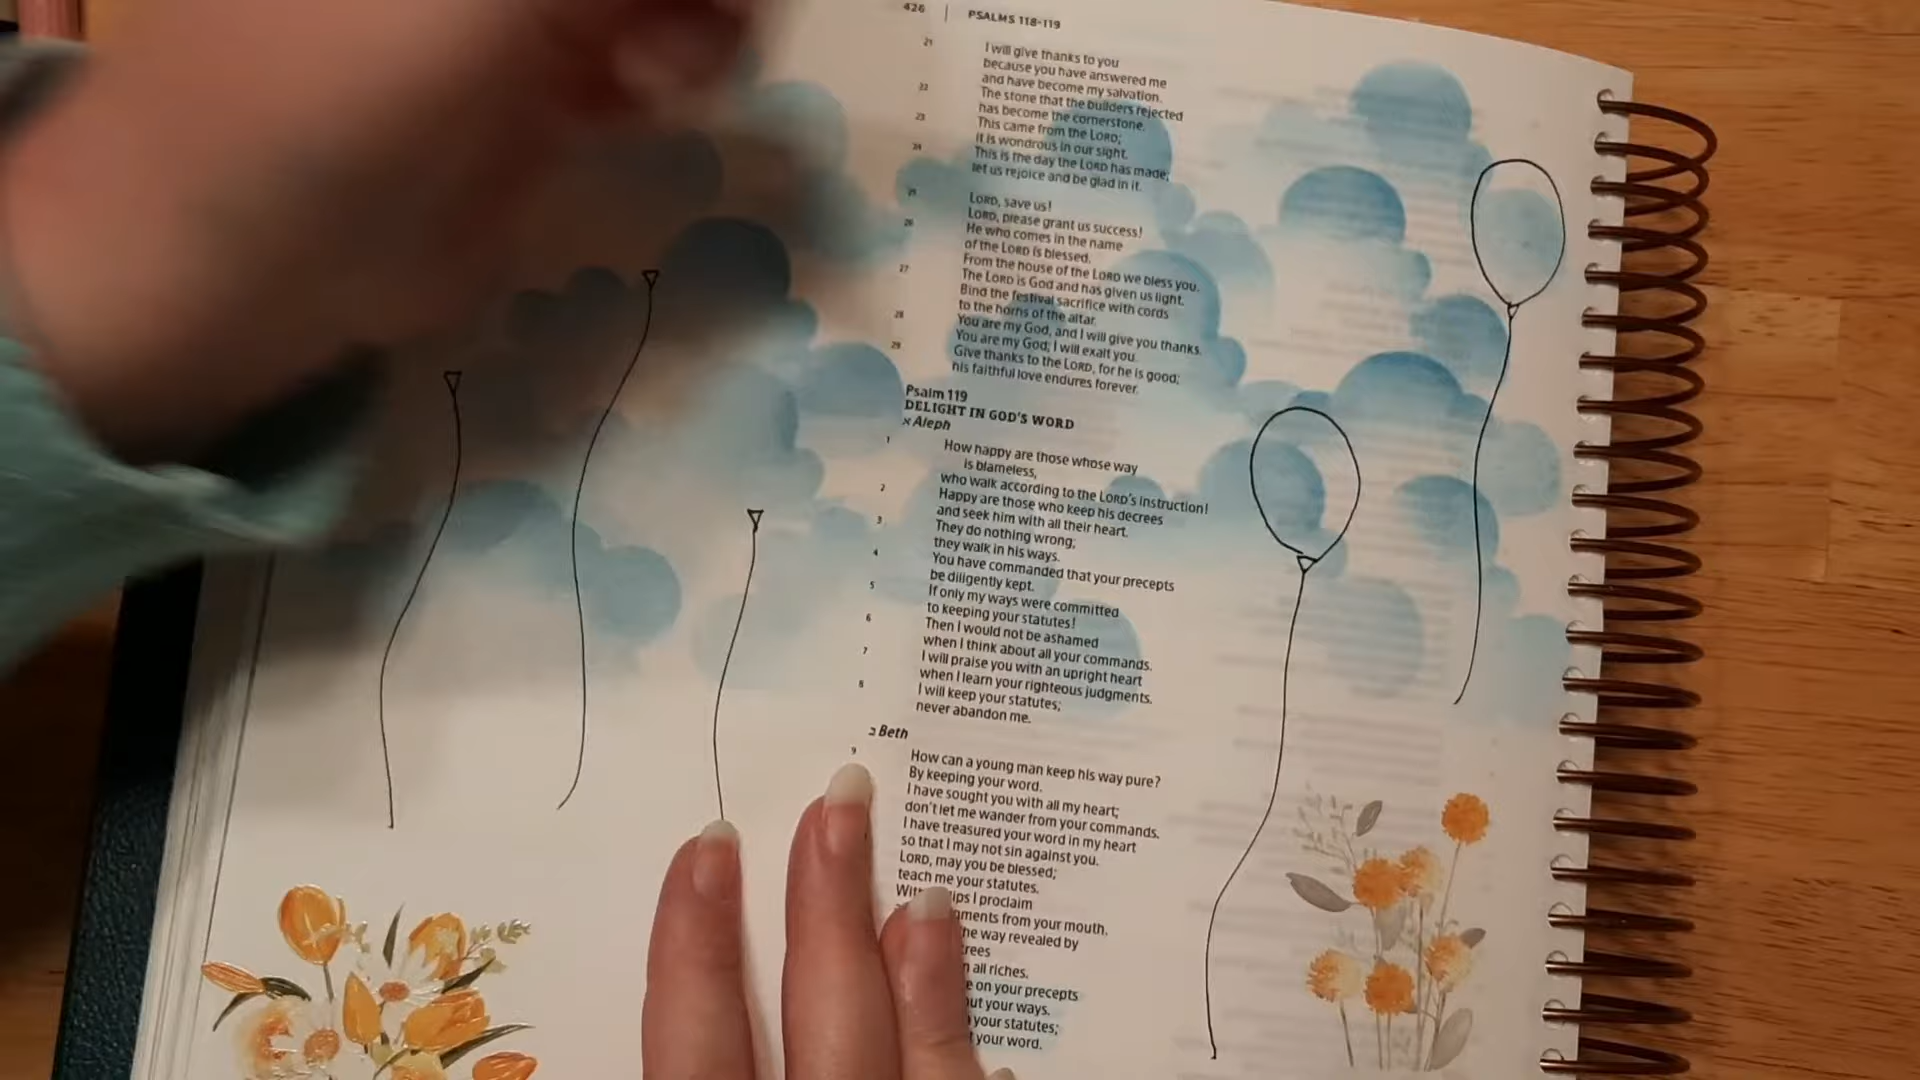 426 | PSALMS 118-119
21 I will give thanks to you
because you have answered me
and have become my salvation.
22 The stone that the builders rejected
has become the cornerstone.
23 This came from the LORD;
it is wondrous in our sight.
24 This is the day the LORD has made;
let us rejoice and be glad in it.
25 LORD, save us!
LORD, please grant us success!
26 He who comes in the name
of the LORD is blessed.
From the house of the LORD we bless you.
27 The LORD is God and has given us light.
Bind the festival sacrifice with cords
to the horns of the altar.
28 You are my God, and I will give you thanks.
You are my God; I will exalt you.
29 Give thanks to the LORD, for he is good;
his faithful love endures forever.
Psalm 119
DELIGHT IN GOD'S WORD
א Aleph
1 How happy are those whose way
is blameless,
who walk according to the LORD's instruction!
2 Happy are those who keep his decrees
and seek him with all their heart.
3 They do nothing wrong;
they walk in his ways.
4 You have commanded that your precepts
be diligently kept.
5 If only my ways were committed
to keeping your statutes!
6 Then I would not be ashamed
when I think about all your commands.
7 I will praise you with an upright heart
when I learn your righteous judgments.
8 I will keep your statutes;
never abandon me.
ב Beth
9 How can a young man keep his way pure?
By keeping your word.
I have sought you with all my heart;
don't let me wander from your commands.
I have treasured your word in my heart
so that I may not sin against you.
LORD, may you be blessed;
teach me your statutes.
I proclaim
from your mouth.
the way revealed by
all riches.
on your precepts
your ways.
your statutes;
your word.